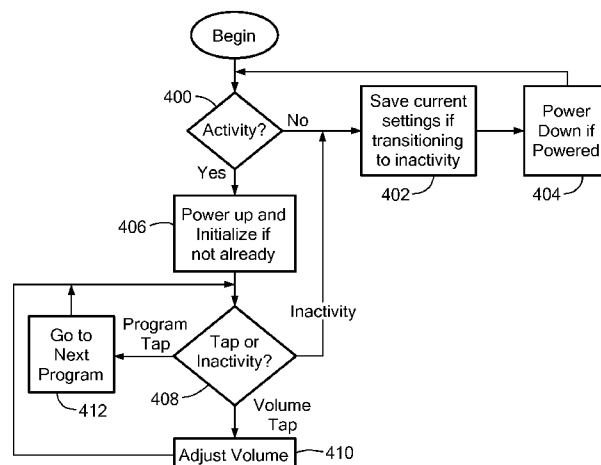 Begin
400
Activity?
No
Yes
Save current
settings if
transitioning
to inactivity
402
Power
Down if
Powered
404
406
Power up and
Initialize if
not already
Inactivity
Program
Tap
Go to
Next
Program
412
Tap or
Inactivity?
408
Volume
Tap
Adjust Volume
410